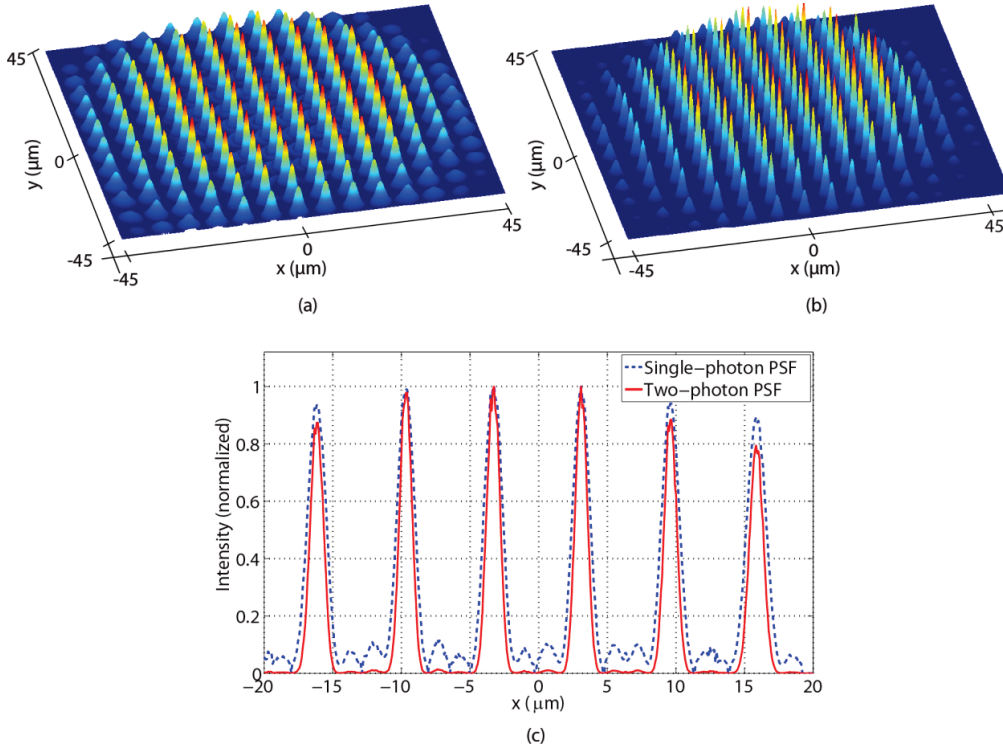 45
y (μm)
0
-45
-45
0
x (μm)
45
(a)
45
y (μm)
0
-45
-45
0
x (μm)
45
(b)
Single−photon PSF
Two−photon PSF
Intensity (normalized)
1
0.8
0.6
0.4
0.2
0
−20
−15
−10
−5
0
5
10
15
20
x (μm)
(c)